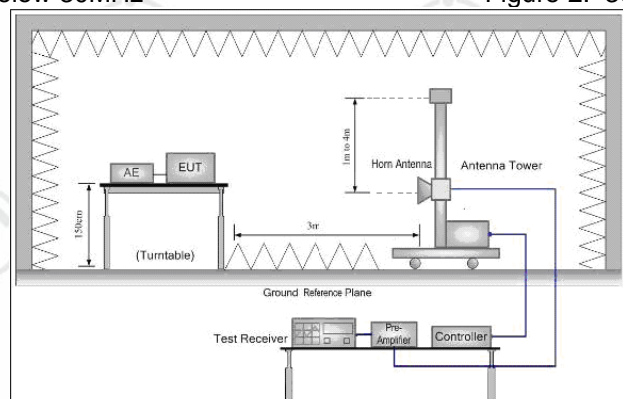 elow 30MHz
Figure 2. 3
1m to 4m
Horn Antenna
Antenna Tower
AE
EUT
150cm
(Turntable)
3m
Ground Reference Plane
Test Receiver
Pre-
Amplifier
Controller